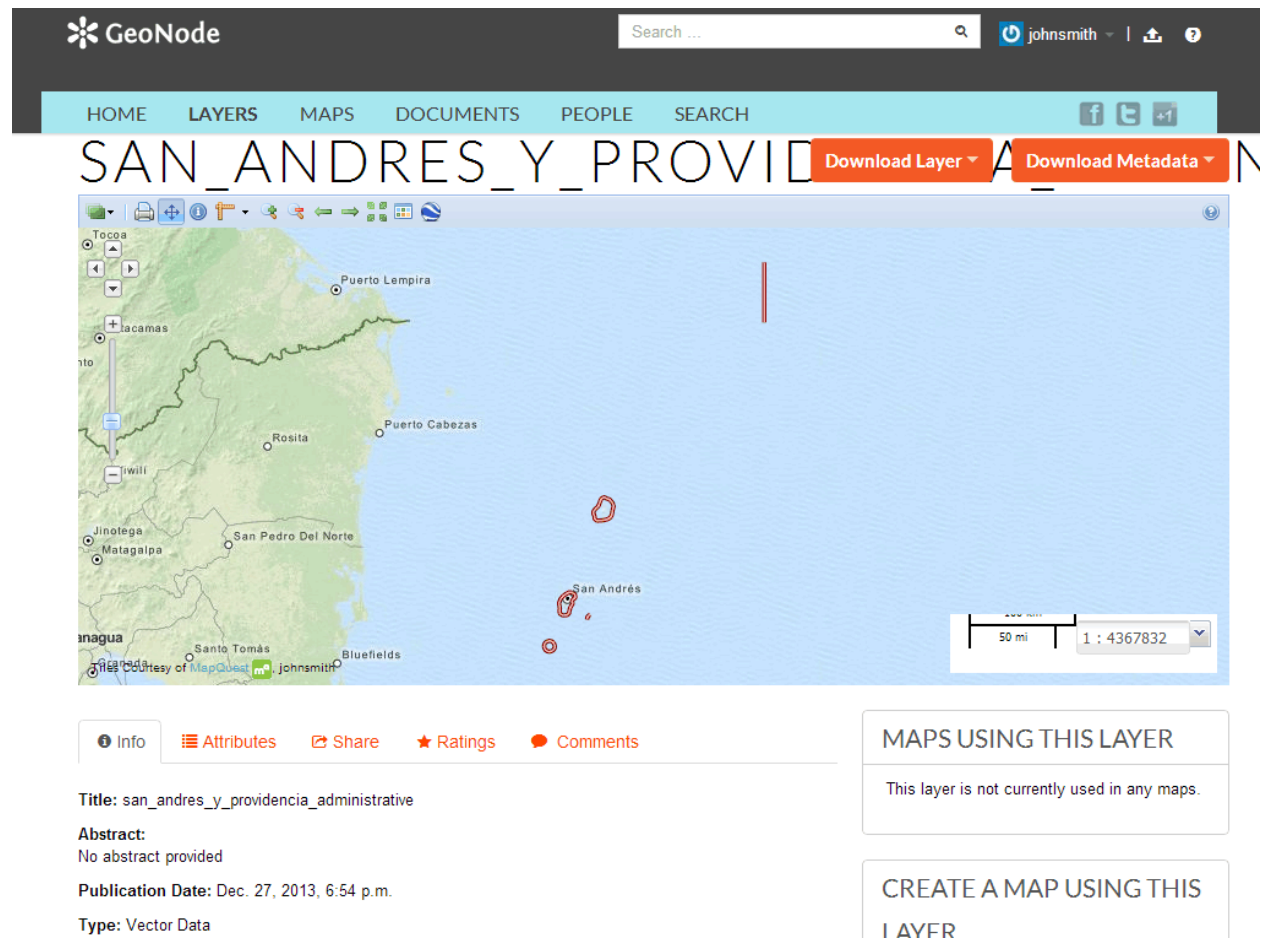 GeoNode
Search ...
johnsmith
HOME LAYERS MAPS DOCUMENTS PEOPLE SEARCH
+1
SAN_ANDRES_Y_PROVID
Download Layer
Download Metadata
Tocoa
Puerto Lempira
Puerto Cabezas
Rosita
Jinotega
Matagalpa
San Pedro Del Norte
San Andrés
Santo Tomás
Bluefields
Tiles Courtesy of MapQuest, johnsmith
50 mi
1 : 4367832
Info Attributes Share Ratings Comments
MAPS USING THIS LAYER
This layer is not currently used in any maps.
Title: san_andres_y_providencia_administrative
Abstract:
No abstract provided
Publication Date: Dec. 27, 2013, 6:54 p.m.
Type: Vector Data
CREATE A MAP USING THIS
LAYER